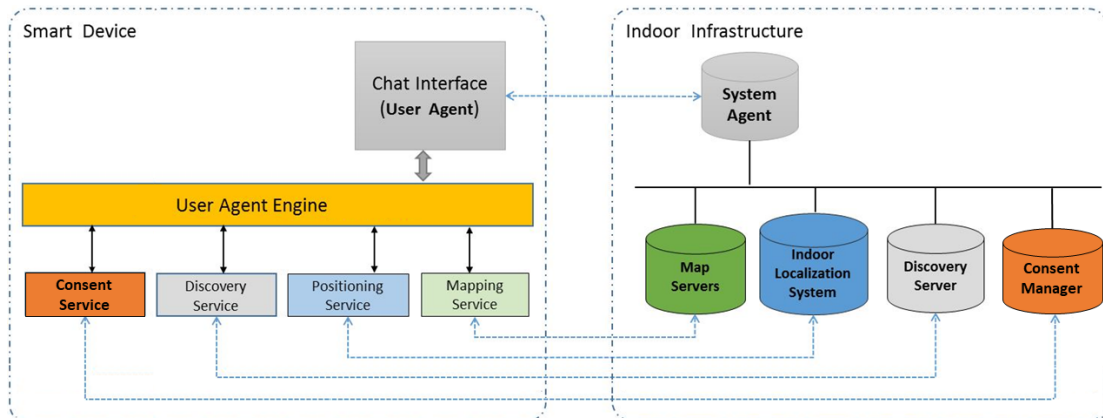 Smart Device
Chat Interface
(User Agent)
User Agent Engine
Consent
Service
Discovery
Service
Positioning
Service
Mapping
Service
Indoor Infrastructure
System
Agent
Map
Servers
Indoor
Localization
System
Discovery
Server
Consent
Manager